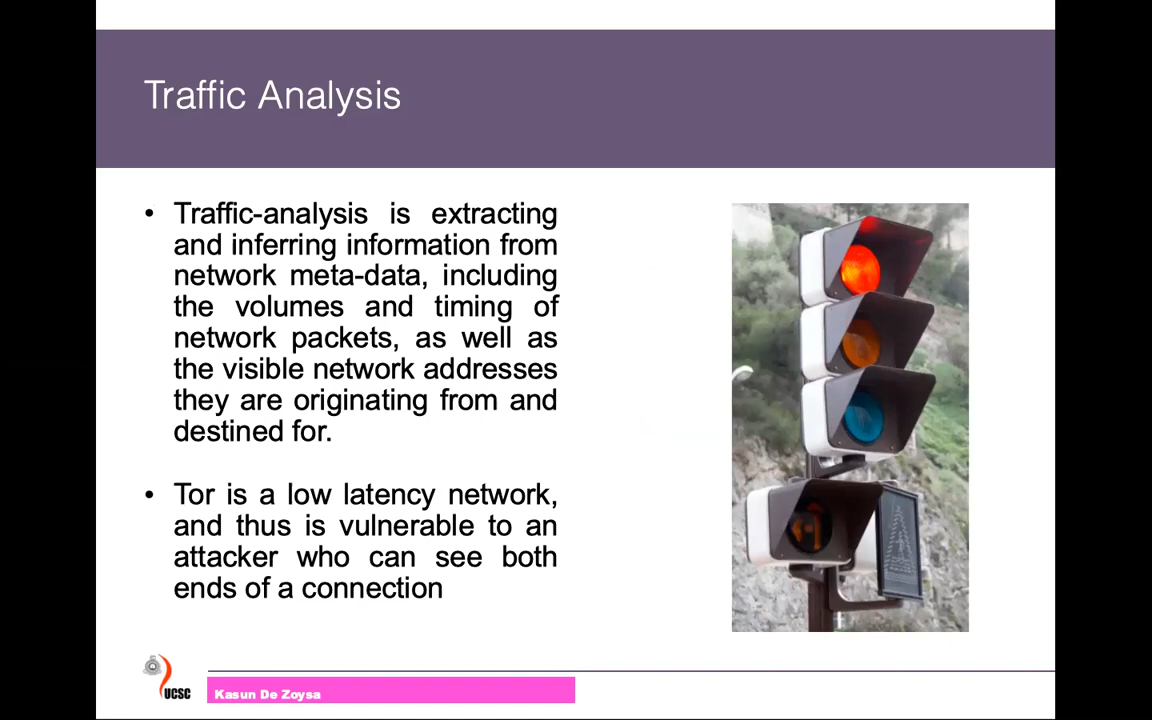 Traffic Analysis
• Traffic-analysis is extracting
and inferring information from
network meta-data, including
the volumes and timing of
network packets, as well as
the visible network addresses
they are originating from and
destined for.
• Tor is a low latency network,
and thus is vulnerable to an
attacker who can see both
ends of a connection
UCSC
Kasun De Zoysa